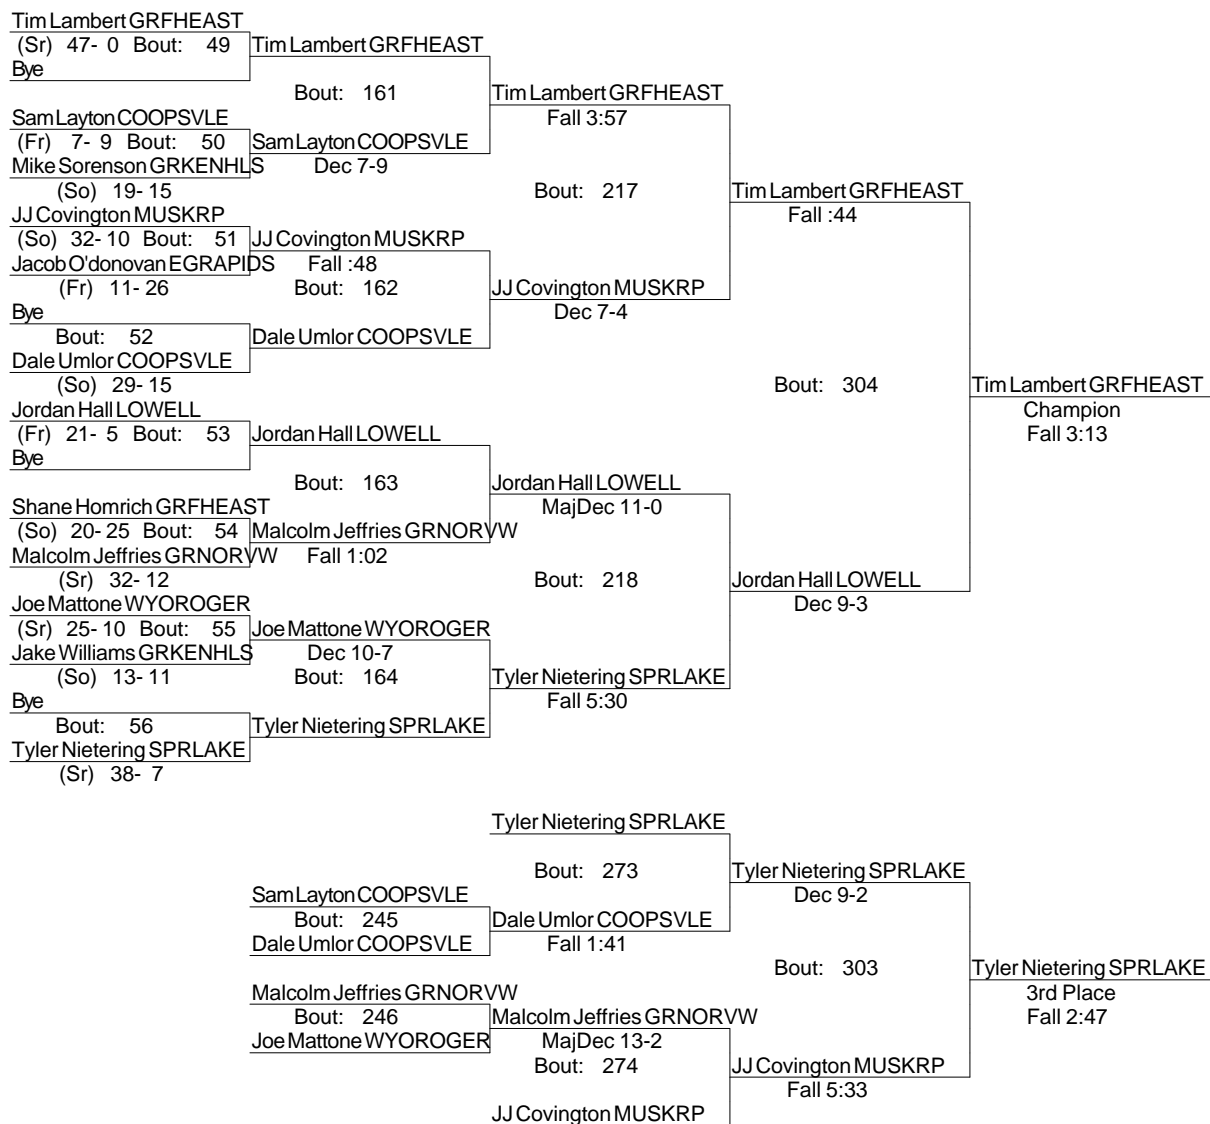 Tim Lambert GRFHEAST
(Sr) 47- 0 Bout: 49 Tim Lambert GRFHEAST
Bye
Bout: 161 Tim Lambert GRFHEAST
Sam Layton COOPSVLE Fall 3:57
(Fr) 7- 9 Bout: 50 Sam Layton COOPSVLE
Mike Sorenson GRKENHLS Dec 7-9
(So) 19- 15 Bout: 217 Tim Lambert GRFHEAST
JJ Covington MUSKRP Fall :44
(So) 32- 10 Bout: 51 JJ Covington MUSKRP
Jacob O'donovan EGRAPIDS Fall :48
(Fr) 11- 26 Bout: 162 JJ Covington MUSKRP
Bye Dec 7-4
Bout: 52 Dale Umlor COOPSVLE
Dale Umlor COOPSVLE
(So) 29- 15 Bout: 304 Tim Lambert GRFHEAST
Jordan Hall LOWELL Champion
(Fr) 21- 5 Bout: 53 Jordan Hall LOWELL Fall 3:13
Bye
Bout: 163 Jordan Hall LOWELL
Shane Homrich GRFHEAST MajDec 11-0
(So) 20- 25 Bout: 54 Malcolm Jeffries GRNORVW
Malcolm Jeffries GRNORVW Fall 1:02
(Sr) 32- 12 Bout: 218 Jordan Hall LOWELL
Joe Mattone WYOROGER Dec 9-3
(Sr) 25- 10 Bout: 55 Joe Mattone WYOROGER
Jake Williams GRKENHLS Dec 10-7
(So) 13- 11 Bout: 164 Tyler Nietering SPRLAKE
Bye Fall 5:30
Bout: 56 Tyler Nietering SPRLAKE
Tyler Nietering SPRLAKE
(Sr) 38- 7
Tyler Nietering SPRLAKE
Bout: 273 Tyler Nietering SPRLAKE
Sam Layton COOPSVLE Dec 9-2
Bout: 245 Dale Umlor COOPSVLE
Dale Umlor COOPSVLE Fall 1:41
Bout: 303 Tyler Nietering SPRLAKE
Malcolm Jeffries GRNORVW 3rd Place
Bout: 246 Malcolm Jeffries GRNORVW Fall 2:47
Joe Mattone WYOROGER MajDec 13-2
Bout: 274 JJ Covington MUSKRP
Fall 5:33
JJ Covington MUSKRP